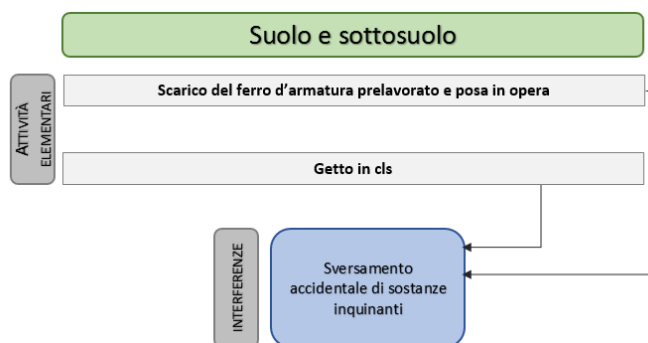 Suolo e sottosuolo
ATTIVITÀ
ELEMENTARI
Scarico del ferro d'armatura prelavorato e posa in opera
Getto in cls
INTERFERENZE
Sversamento
accidentale di sostanze
inquinanti